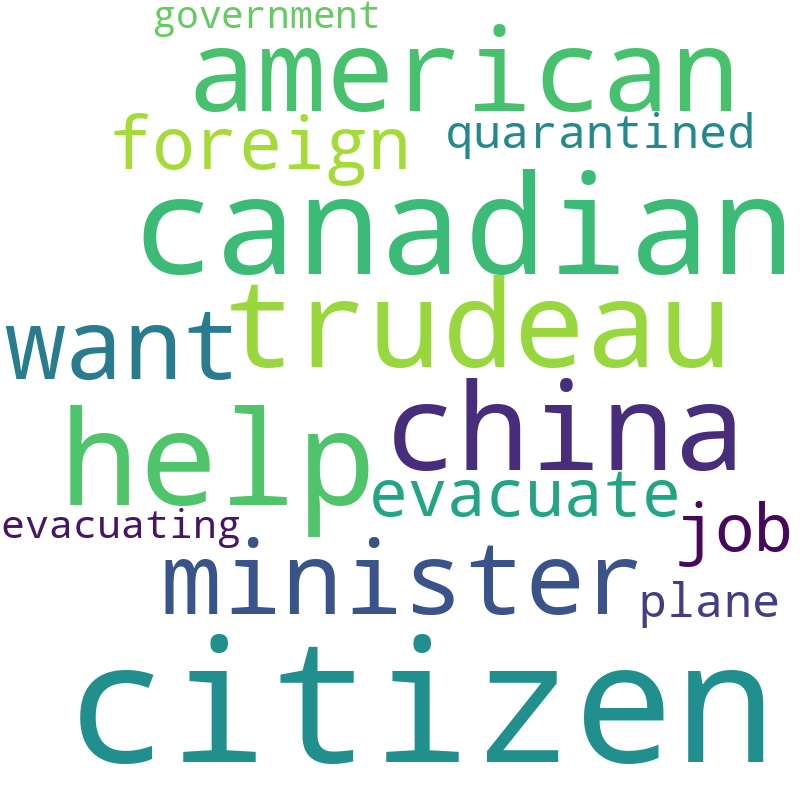 government
american
foreign quarantined
canadian
trudeau
want
china
help
evacuate
job
evacuating
minister
plane
citizen